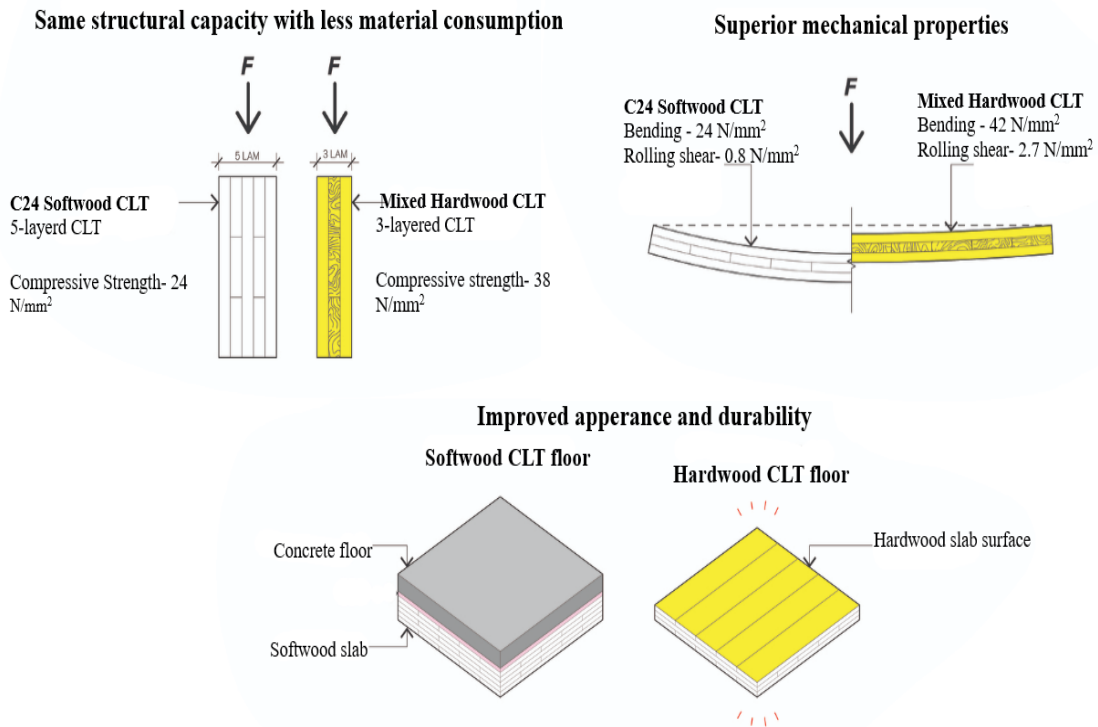 Same structural capacity with less material consumption
F
F
5 LAM
3 LAM
C24 Softwood CLT
5-layerd CLT
Compressive Strength- 24
N/mm²
Mixed Hardwood CLT
3-layered CLT
Compressive strength- 38
N/mm²
Superior mechanical properties
F
C24 Softwood CLT
Bending - 24 N/mm²
Rolling shear- 0.8 N/mm²
Mixed Hardwood CLT
Bending - 42 N/mm²
Rolling shear- 2.7 N/mm²
Improved apperance and durability
Softwood CLT floor
Concrete floor
Softwood slab
Hardwood CLT floor
Hardwood slab surface